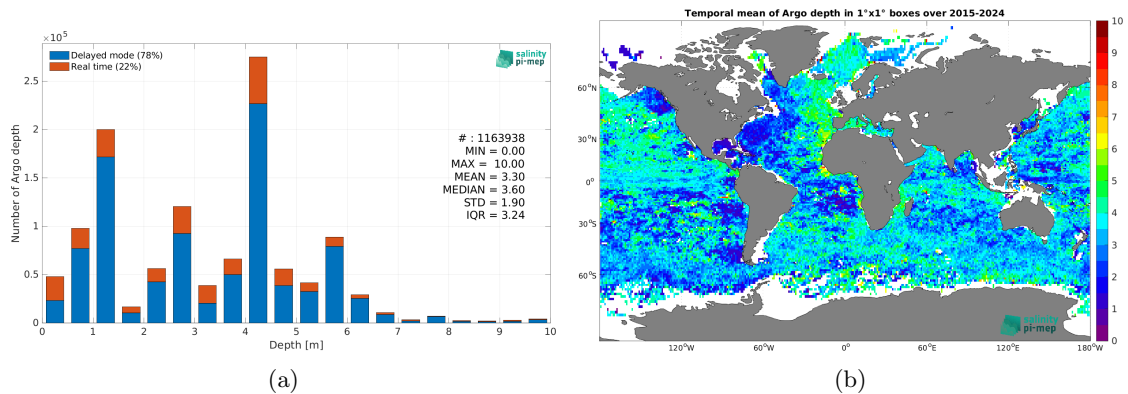 ×10⁵
Delayed mode (78%)
Real time (22%)
salinity
pi-mep
2.5
2
1.5
1
0.5
0
Number of Argo depth
# : 1163938
MIN = 0.00
MAX = 10.00
MEAN = 3.30
MEDIAN = 3.60
STD = 1.90
IQR = 3.24
0 1 2 3 4 5 6 7 8 9 10
Depth [m]
(a)
Temporal mean of Argo depth in 1°x1° boxes over 2015-2024
60°N
30°N
0°
30°S
60°S
120°W 60°W 0° 60°E 120°E 180°W
salinity
pi-mep
10
9
8
7
6
5
4
3
2
1
0
(b)